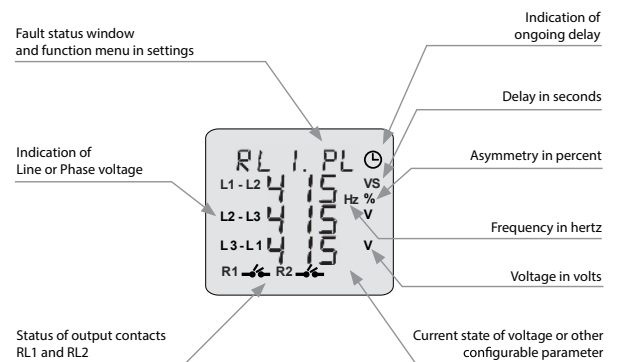 Fault status window
and function menu in settings
Indication of
ongoing delay
Delay in seconds
Indication of
Line or Phase voltage
Asymmetry in percent
RL 1. PL
L1 - L2 415 VS
Hz %
L2 - L3 415 V
L3 - L1 415 V
R1 R2
Frequency in hertz
Voltage in volts
Status of output contacts
RL1 and RL2
Current state of voltage or other
configurable parameter